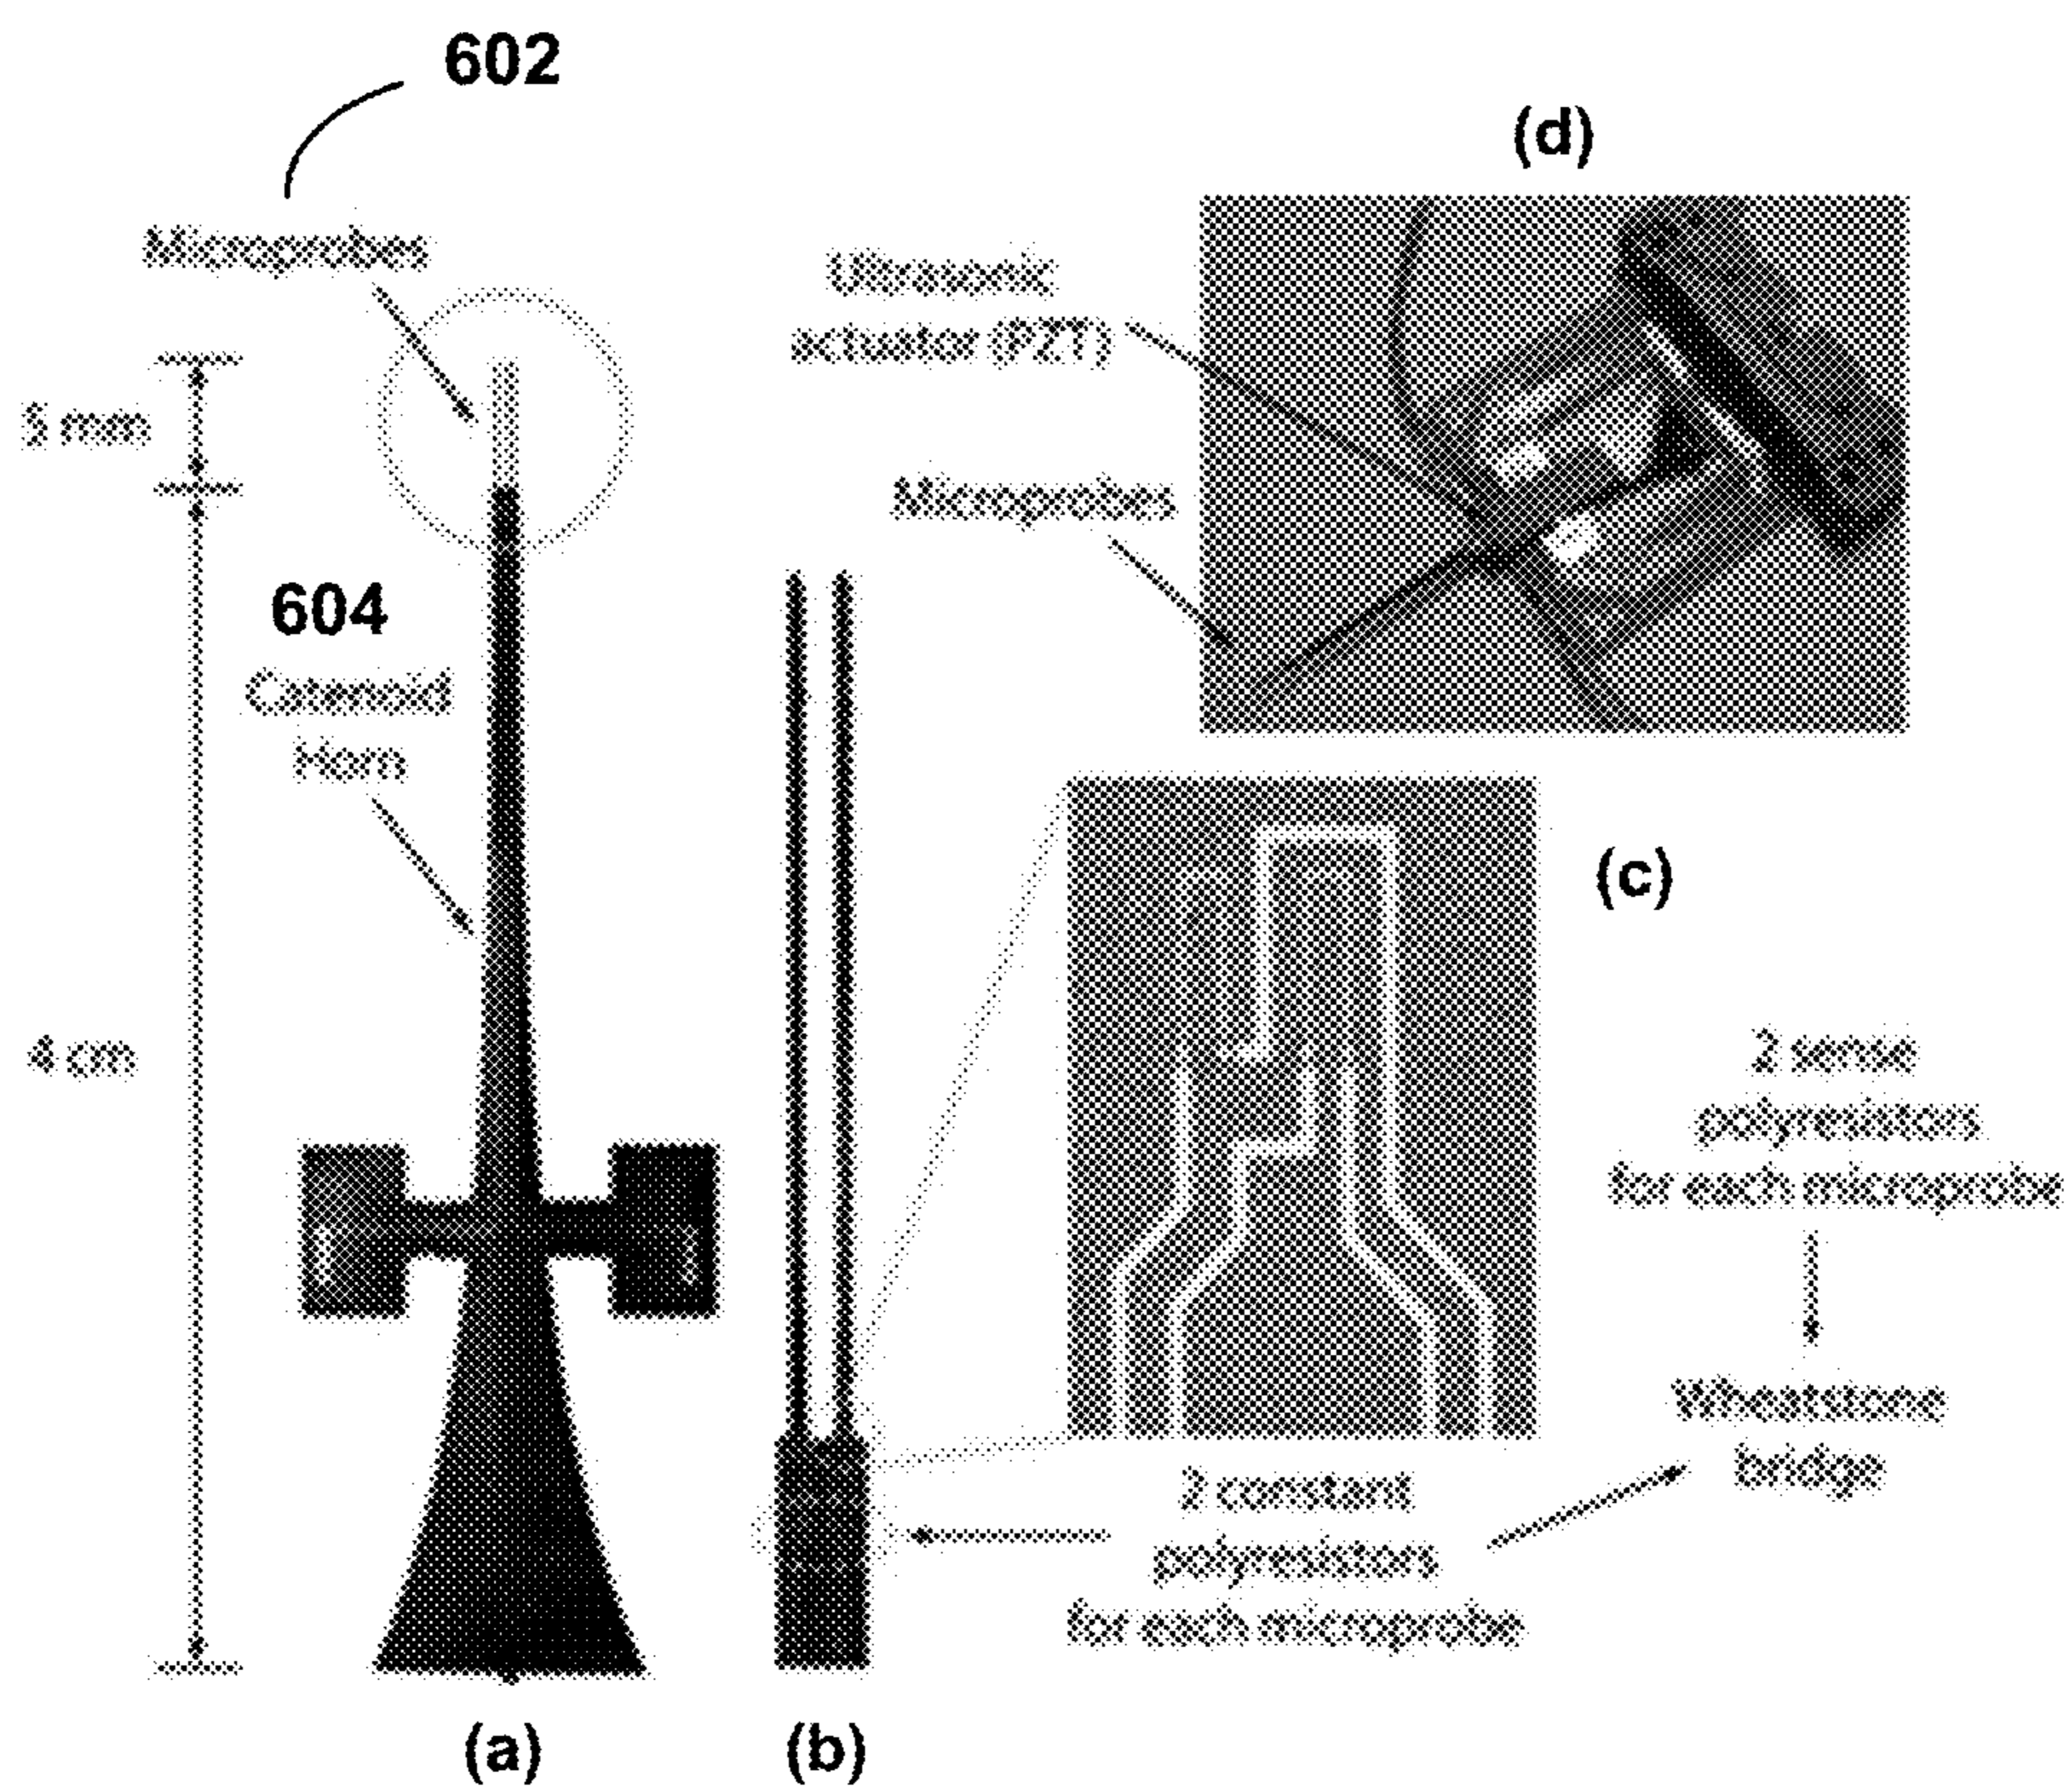 602
(d)
Microprobes
Ultrasonic
actuator (PZT)
5 mm
Microprobes
604
Catenoid
Horn
(c)
4 cm
2 sense
polyresistors
for each microprobe
Wheatstone
bridge
2 constant
polyresistors
for each microprobe
(a)
(b)